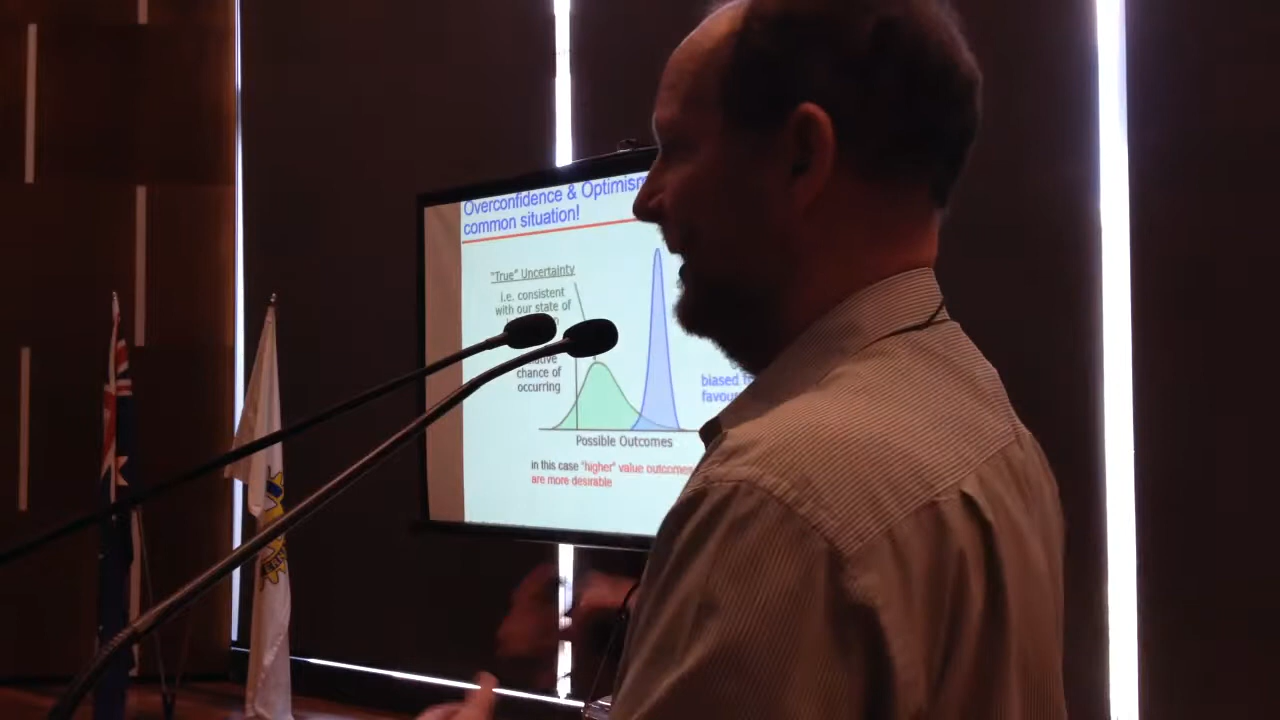 Overconfidence & Optimism
common situation!
"True" Uncertainty
i.e. consistent
with our state of
chance of
occurring
biased
favour
Possible Outcomes
in this case "higher" value outcomes
are more desirable